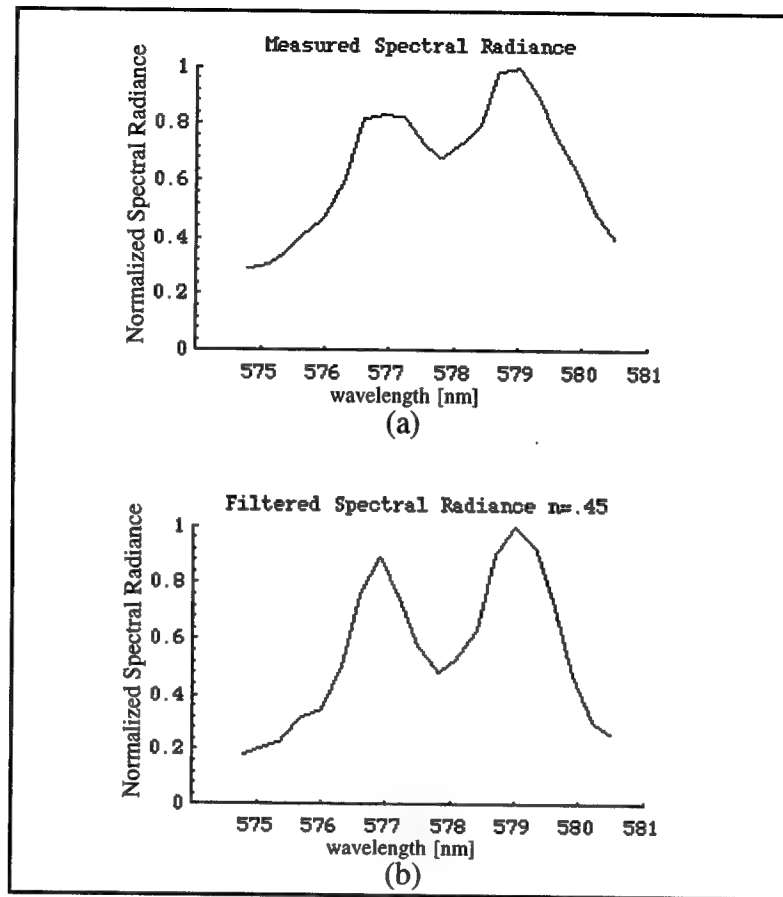 Measured Spectral Radiance
Normalized Spectral Radiance
1
0.8
0.6
0.4
0.2
0
575 576 577 578 579 580 581
wavelength [nm]
(a)
Filtered Spectral Radiance n=.45
Normalized Spectral Radiance
1
0.8
0.6
0.4
0.2
0
575 576 577 578 579 580 581
wavelength [nm]
(b)